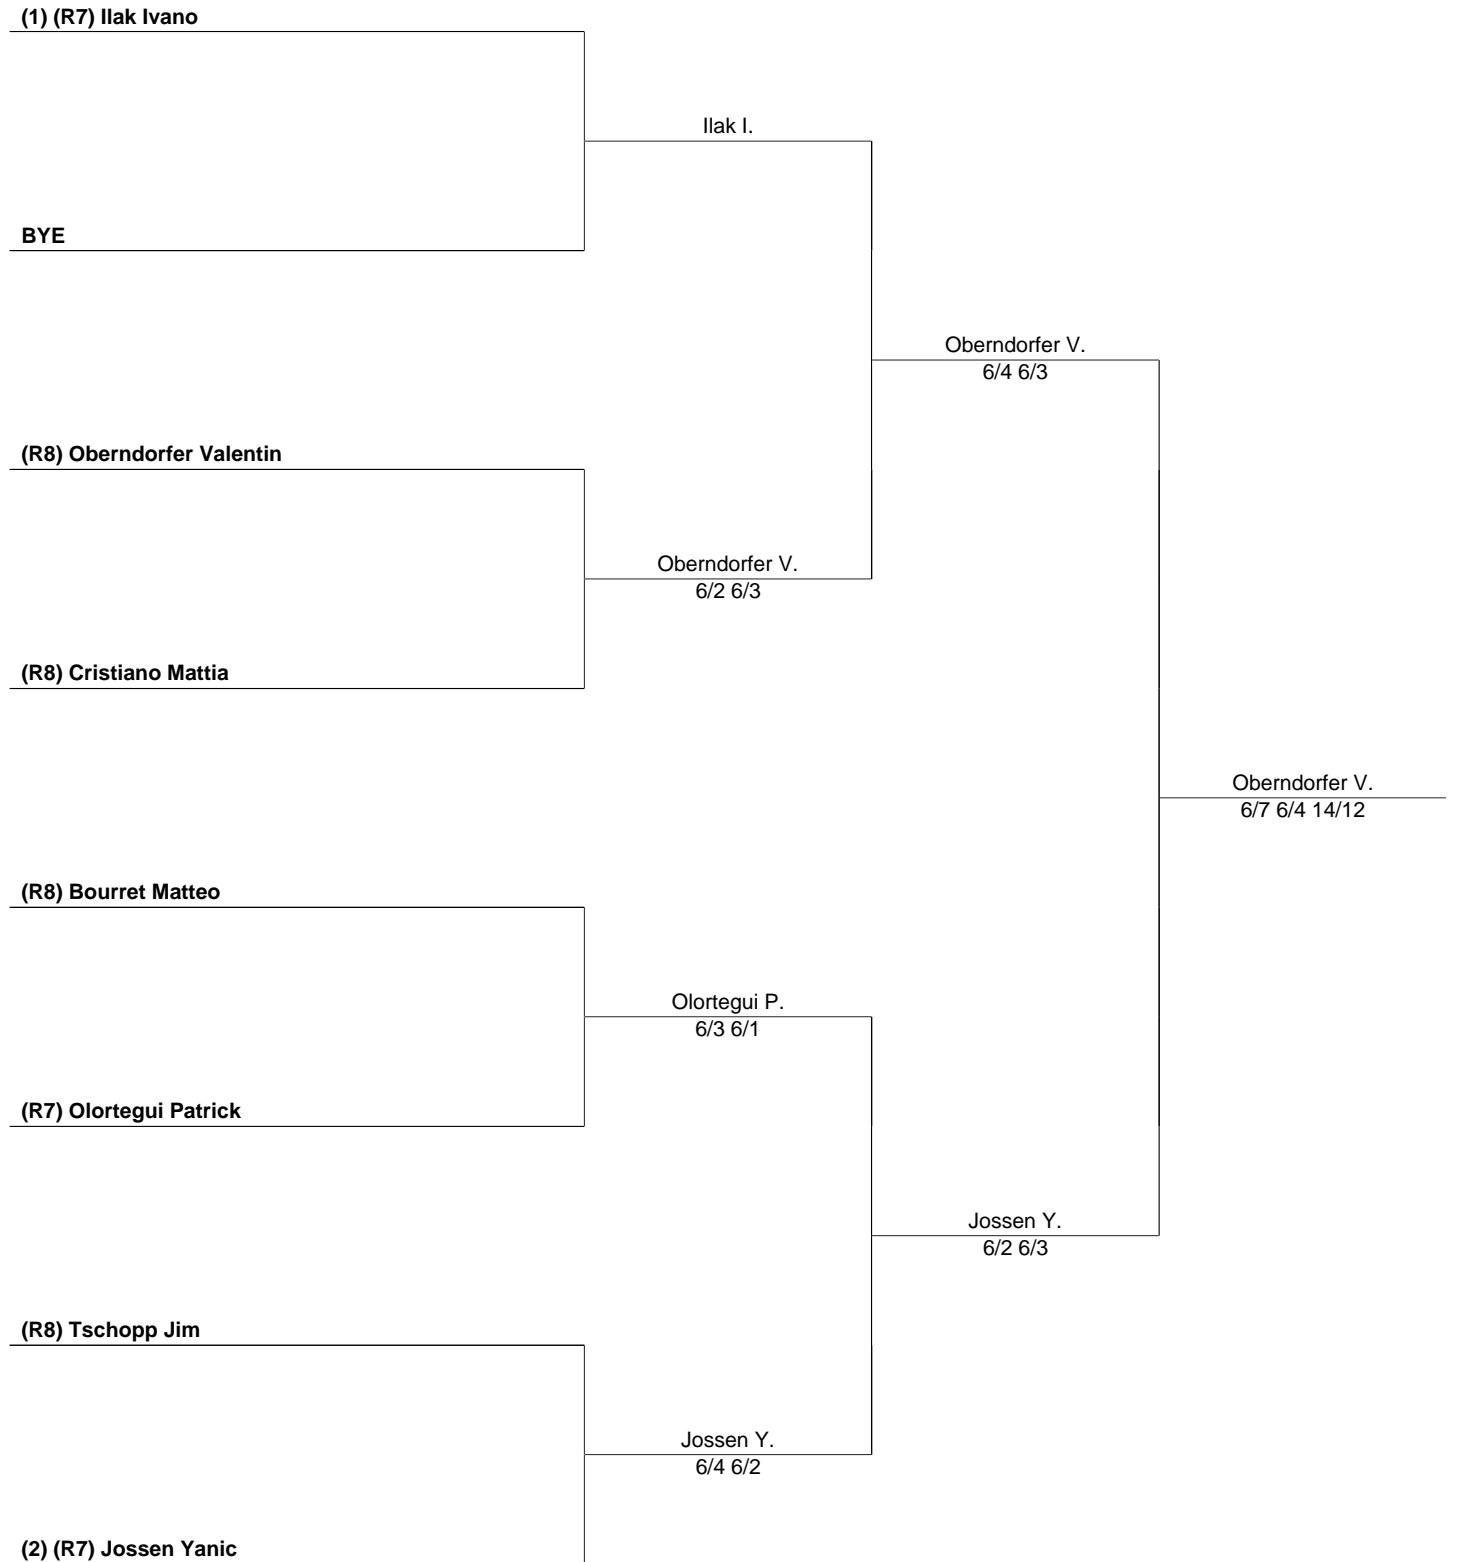 (1) (R7) Ilak Ivano
Ilak I.
BYE
Oberndorfer V.
6/4 6/3
(R8) Oberndorfer Valentin
Oberndorfer V.
6/2 6/3
(R8) Cristiano Mattia
Oberndorfer V.
6/7 6/4 14/12
(R8) Bourret Matteo
Olortegui P.
6/3 6/1
(R7) Olortegui Patrick
Jossen Y.
6/2 6/3
(R8) Tschopp Jim
Jossen Y.
6/4 6/2
(2) (R7) Jossen Yanic